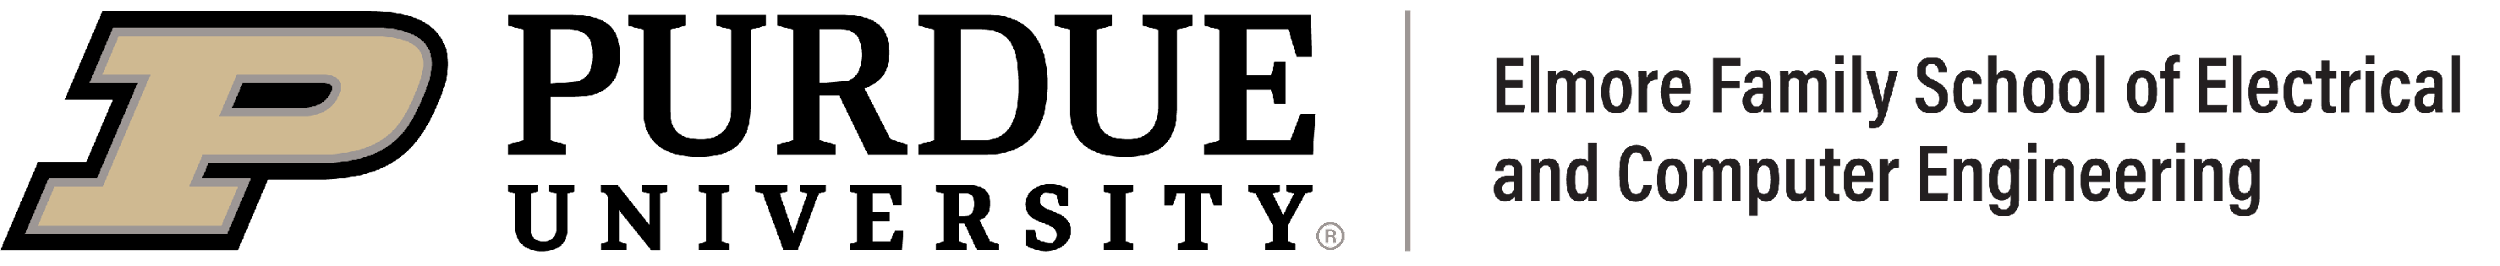 P
PURDUE
UNIVERSITY®
Elmore Family School of Electrical
and Computer Engineering